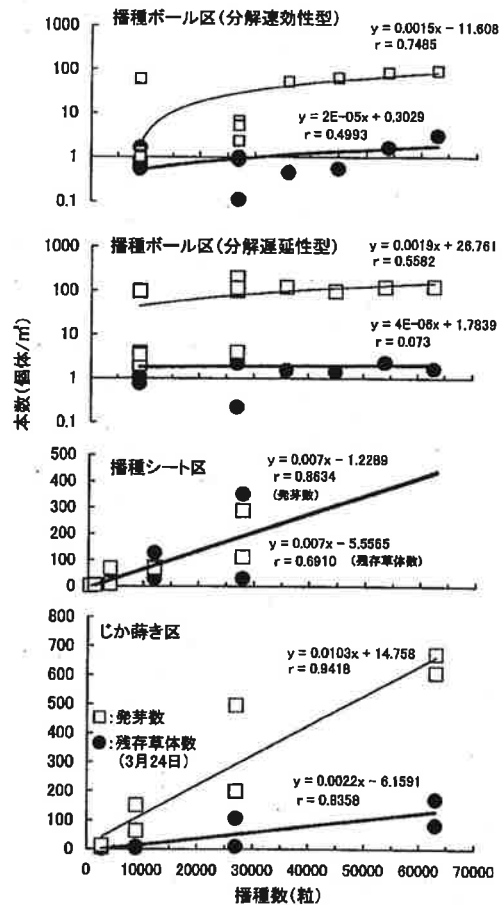 播種ボール区(分解速効性型)
1000
100
10
1
0.1
y = 0.0015x - 11.608
r = 0.7485
y = 2E-05x + 0.3029
r = 0.4993
播種ボール区(分解遅延性型)
1000
100
10
1
0.1
y = 0.0019x + 26.761
r = 0.5582
y = 4E-06x + 1.7839
r = 0.073
本数(個体/㎡)
播種シート区
500
400
300
200
100
0
y = 0.007x - 1.2289
r = 0.8634
(発芽数)
y = 0.007x - 5.5565
r = 0.6910 (残存草体数)
じか蒔き区
800
700
600
500
400
300
200
100
0
y = 0.0103x + 14.758
r = 0.9418
□:発芽数
●:残存草体数
(3月24日)
y = 0.0022x - 6.1591
r = 0.8358
0 10000 20000 30000 40000 50000 60000 70000
播種数(粒)